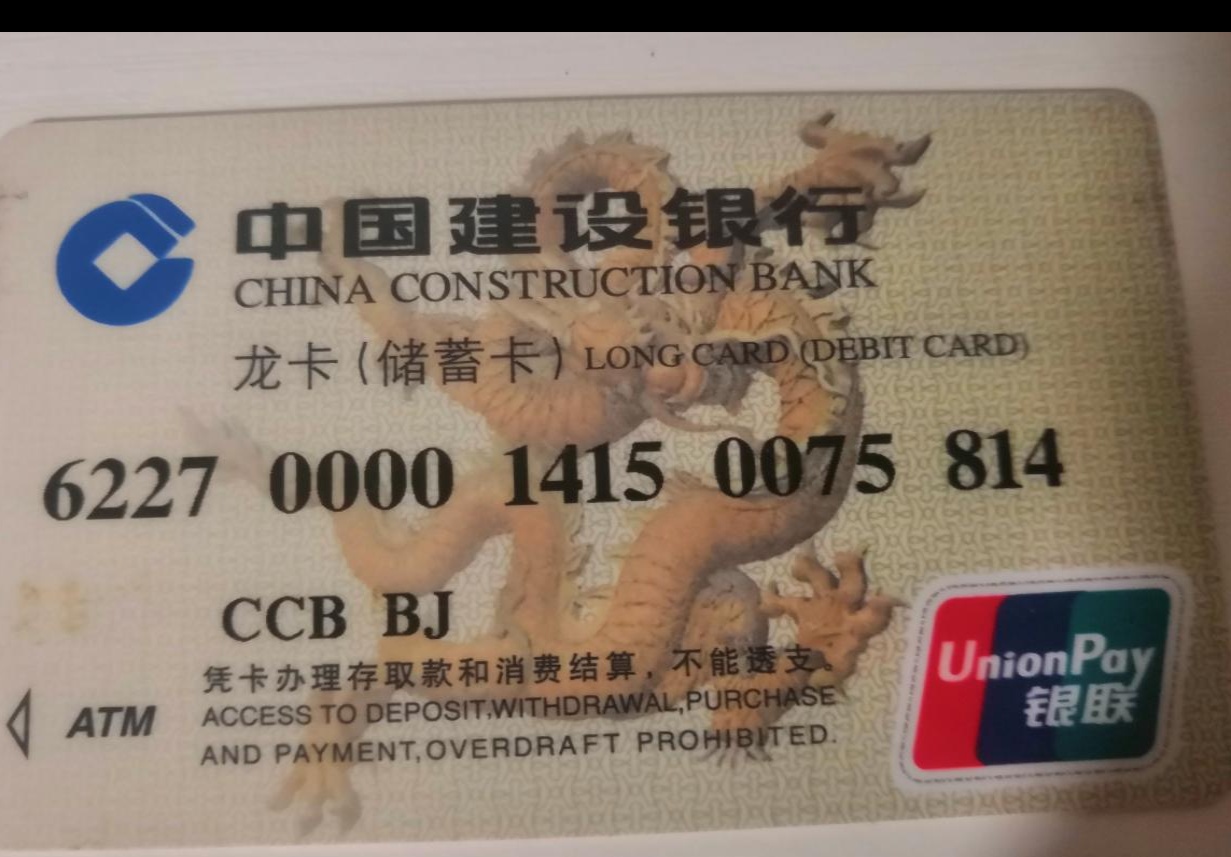 中国建设银行
CHINA CONSTRUCTION BANK
龙卡(储蓄卡) LONG CARD (DEBIT CARD)
6227 0000 1415 0075 814
CCB BJ
凭卡办理存取款和消费结算，不能透支。
ATM
ACCESS TO DEPOSIT,WITHDRAWAL,PURCHASE
AND PAYMENT,OVERDRAFT PROHIBITED.
UnionPay
银联